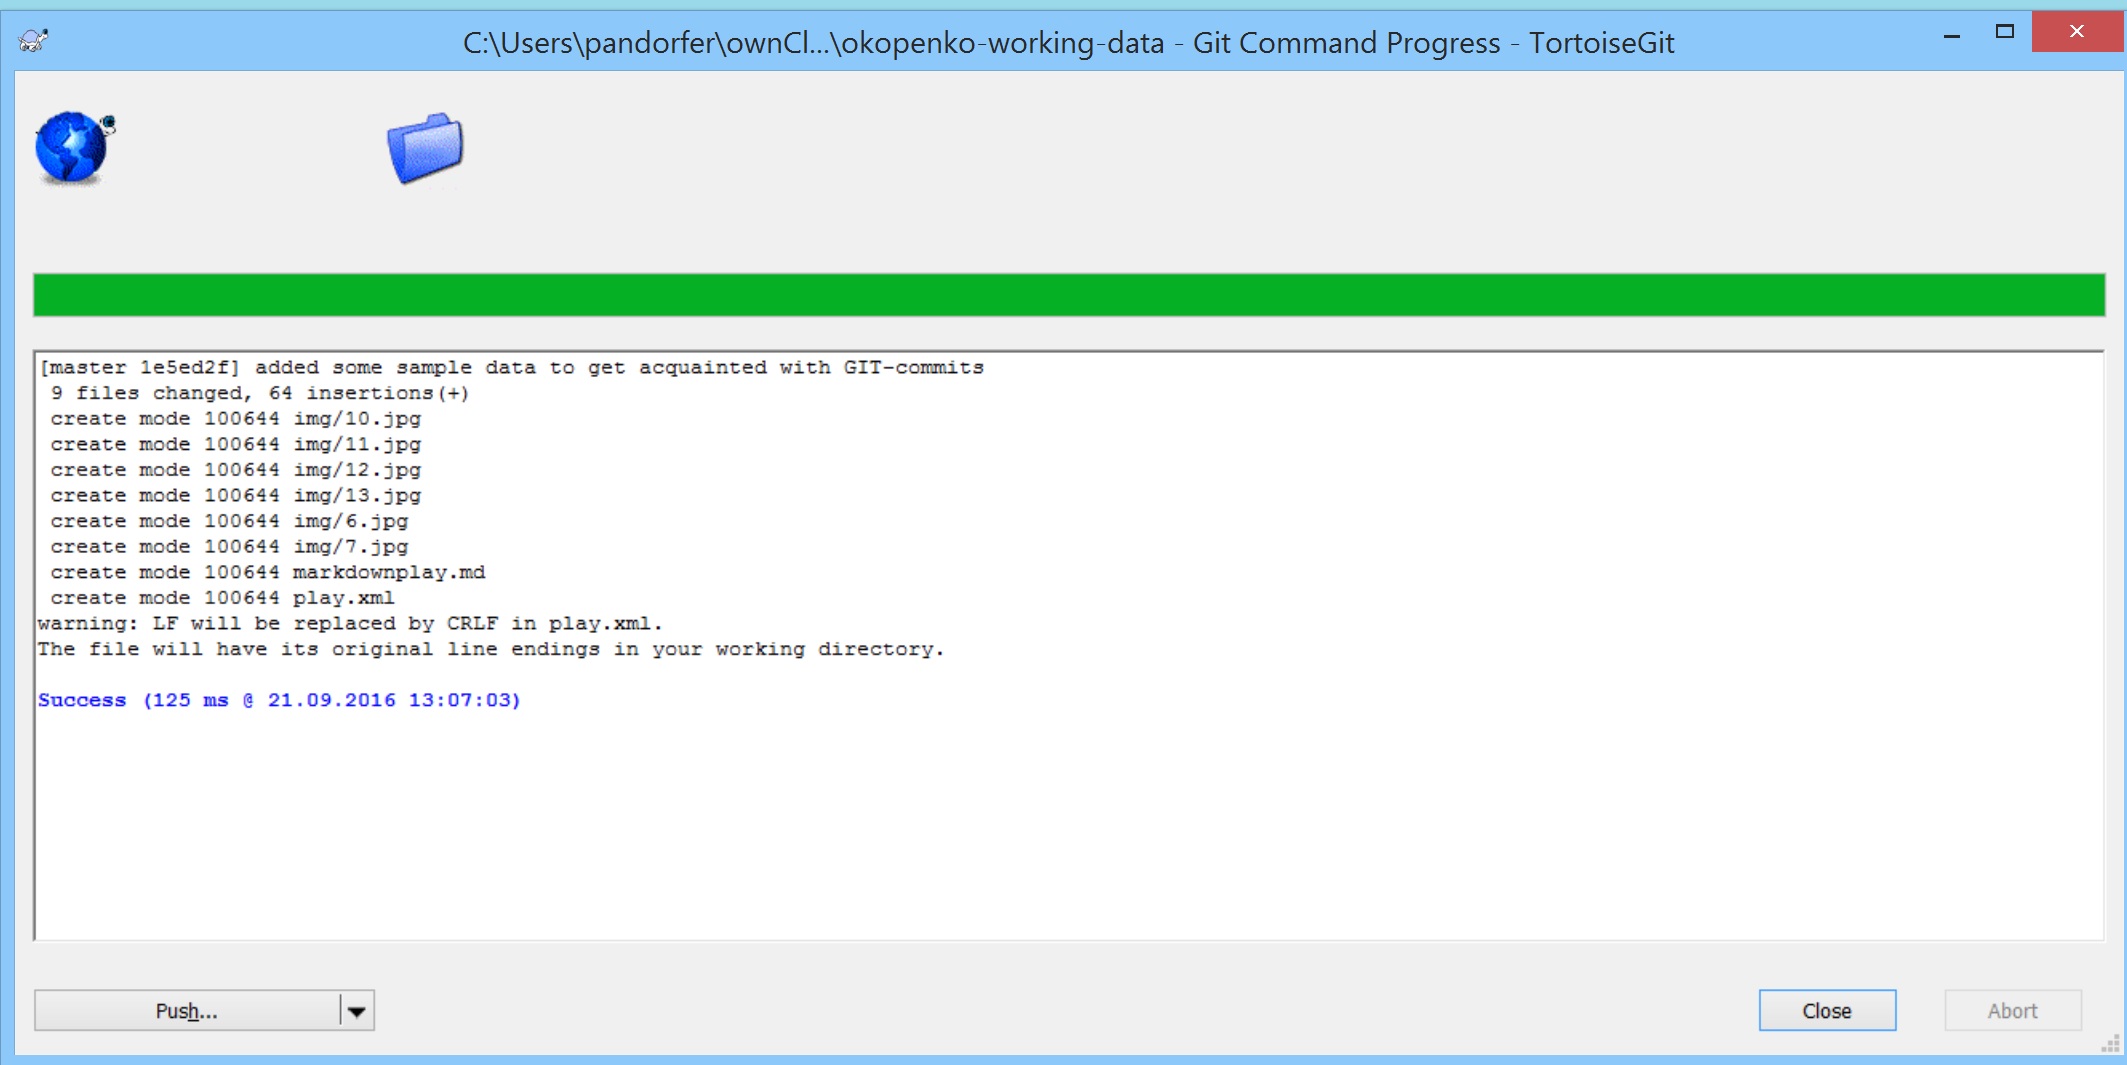 C:\Users\pandorfer\ownCl...\okopenko-working-data - Git Command Progress - TortoiseGit
[master 1e5ed2f] added some sample data to get acquainted with GIT-commits
9 files changed, 64 insertions(+)
create mode 100644 img/10.jpg
create mode 100644 img/11.jpg
create mode 100644 img/12.jpg
create mode 100644 img/13.jpg
create mode 100644 img/6.jpg
create mode 100644 img/7.jpg
create mode 100644 markdownplay.md
create mode 100644 play.xml
warning: LF will be replaced by CRLF in play.xml.
The file will have its original line endings in your working directory.
Success (125 ms @ 21.09.2016 13:07:03)
Push...
Close
Abort